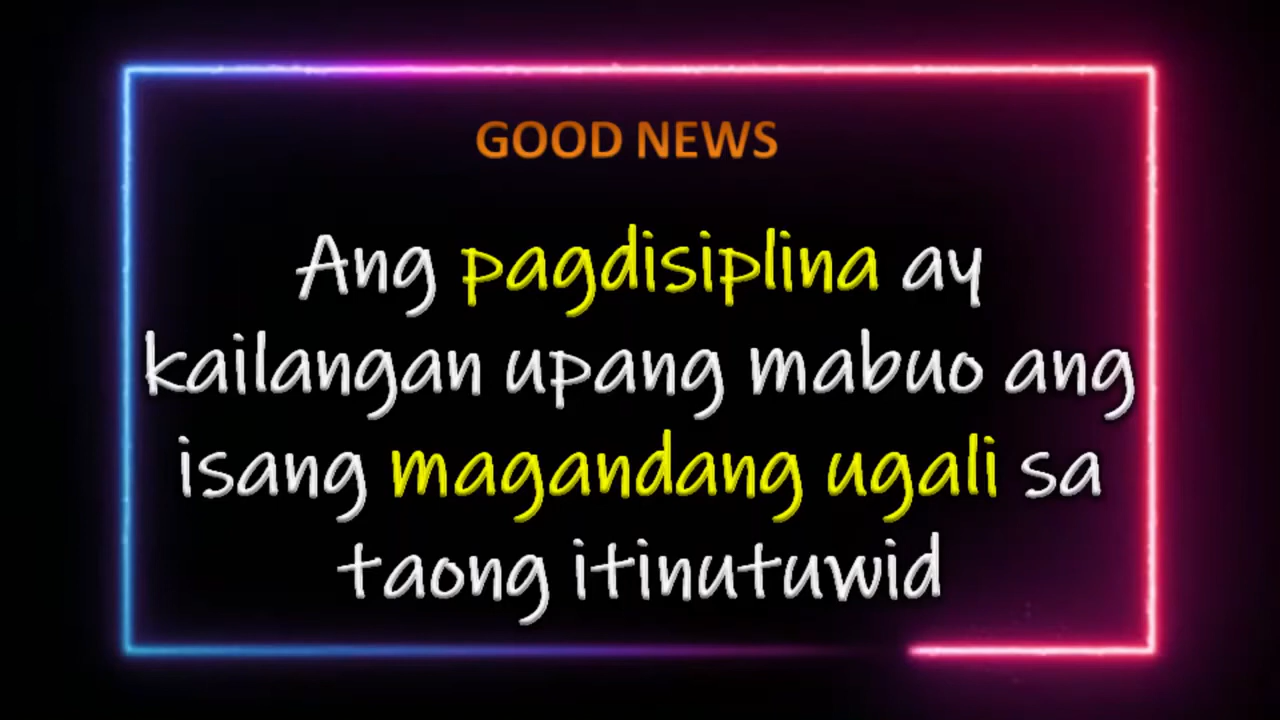 GOOD NEWS
Ang pagdisiplina ay
kailangan upang mabuo ang
isang magandang ugali sa
taong itinutuwid